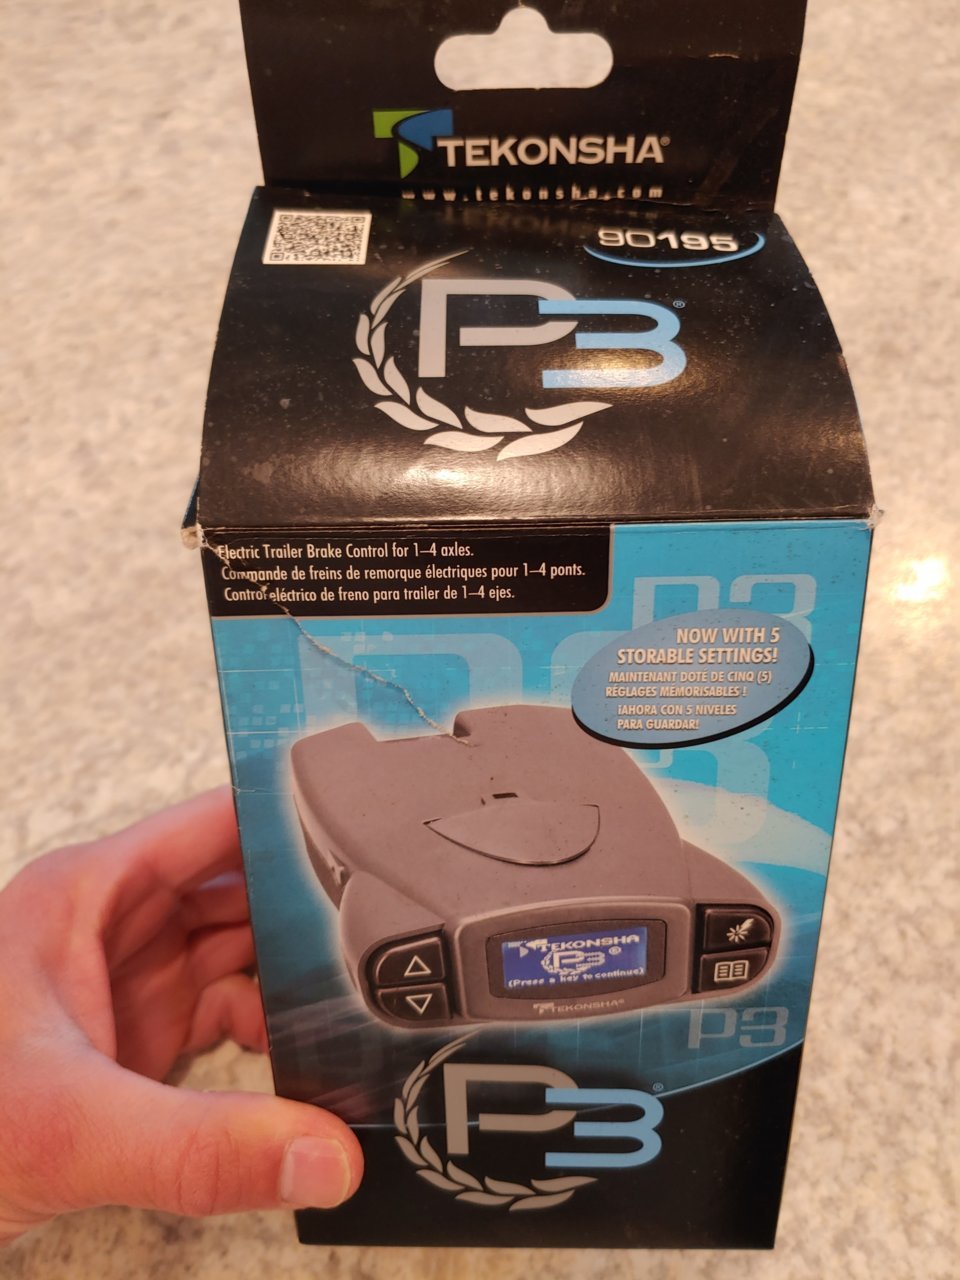 TEKONSHA®
www.tekonsha.com
90195
P3®
Electric Trailer Brake Control for 1–4 axles.
Commande de freins de remorque électriques pour 1–4 ponts.
Control eléctrico de freno para trailer de 1–4 ejes.
P3
NOW WITH 5
STORABLE SETTINGS!
MAINTENANT DOTÉ DE CINQ (5)
RÉGLAGES MÉMORISABLES !
¡AHORA CON 5 NIVELES
PARA GUARDAR!
TEKONSHA
P3®
(Press a key to continue)
TEKONSHA®
P3
P3®